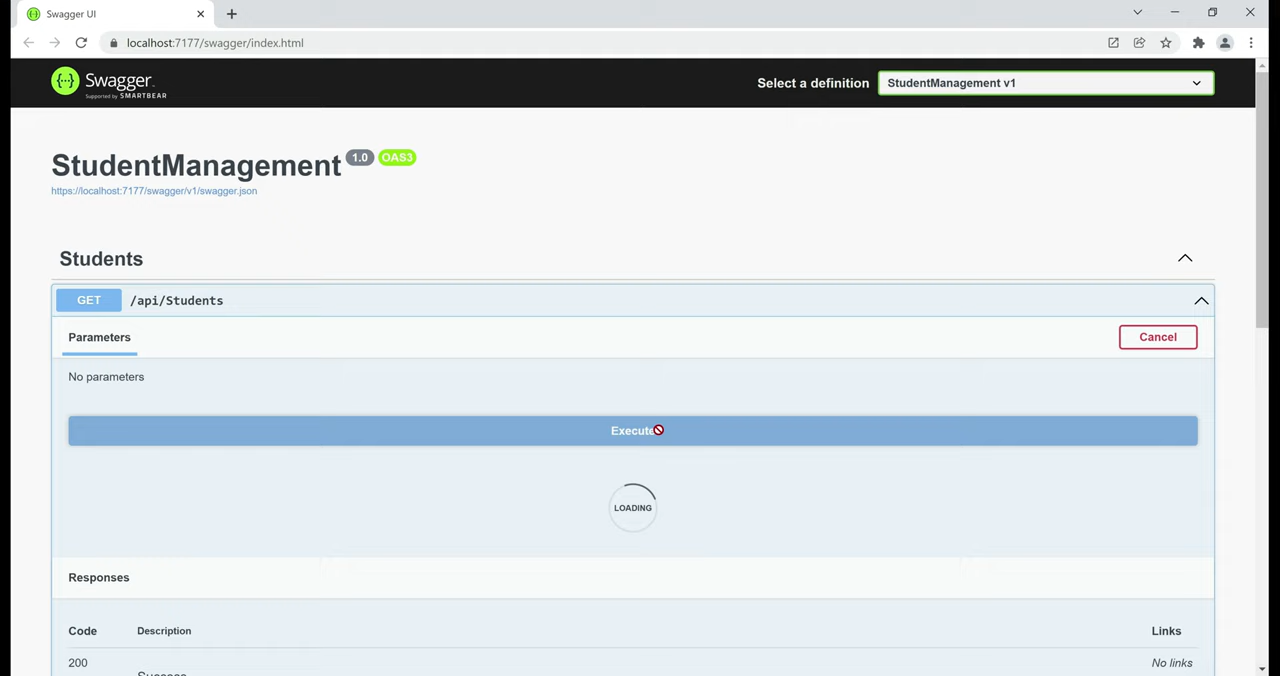 Swagger UI
localhost:7177/swagger/index.html
Swagger
Supported by SMARTBEAR
Select a definition
StudentManagement v1
StudentManagement 1.0 OAS3
https://localhost:7177/swagger/v1/swagger.json
Students
GET /api/Students
Parameters
Cancel
No parameters
Execute
LOADING
Responses
Code Description Links
200 No links
Success